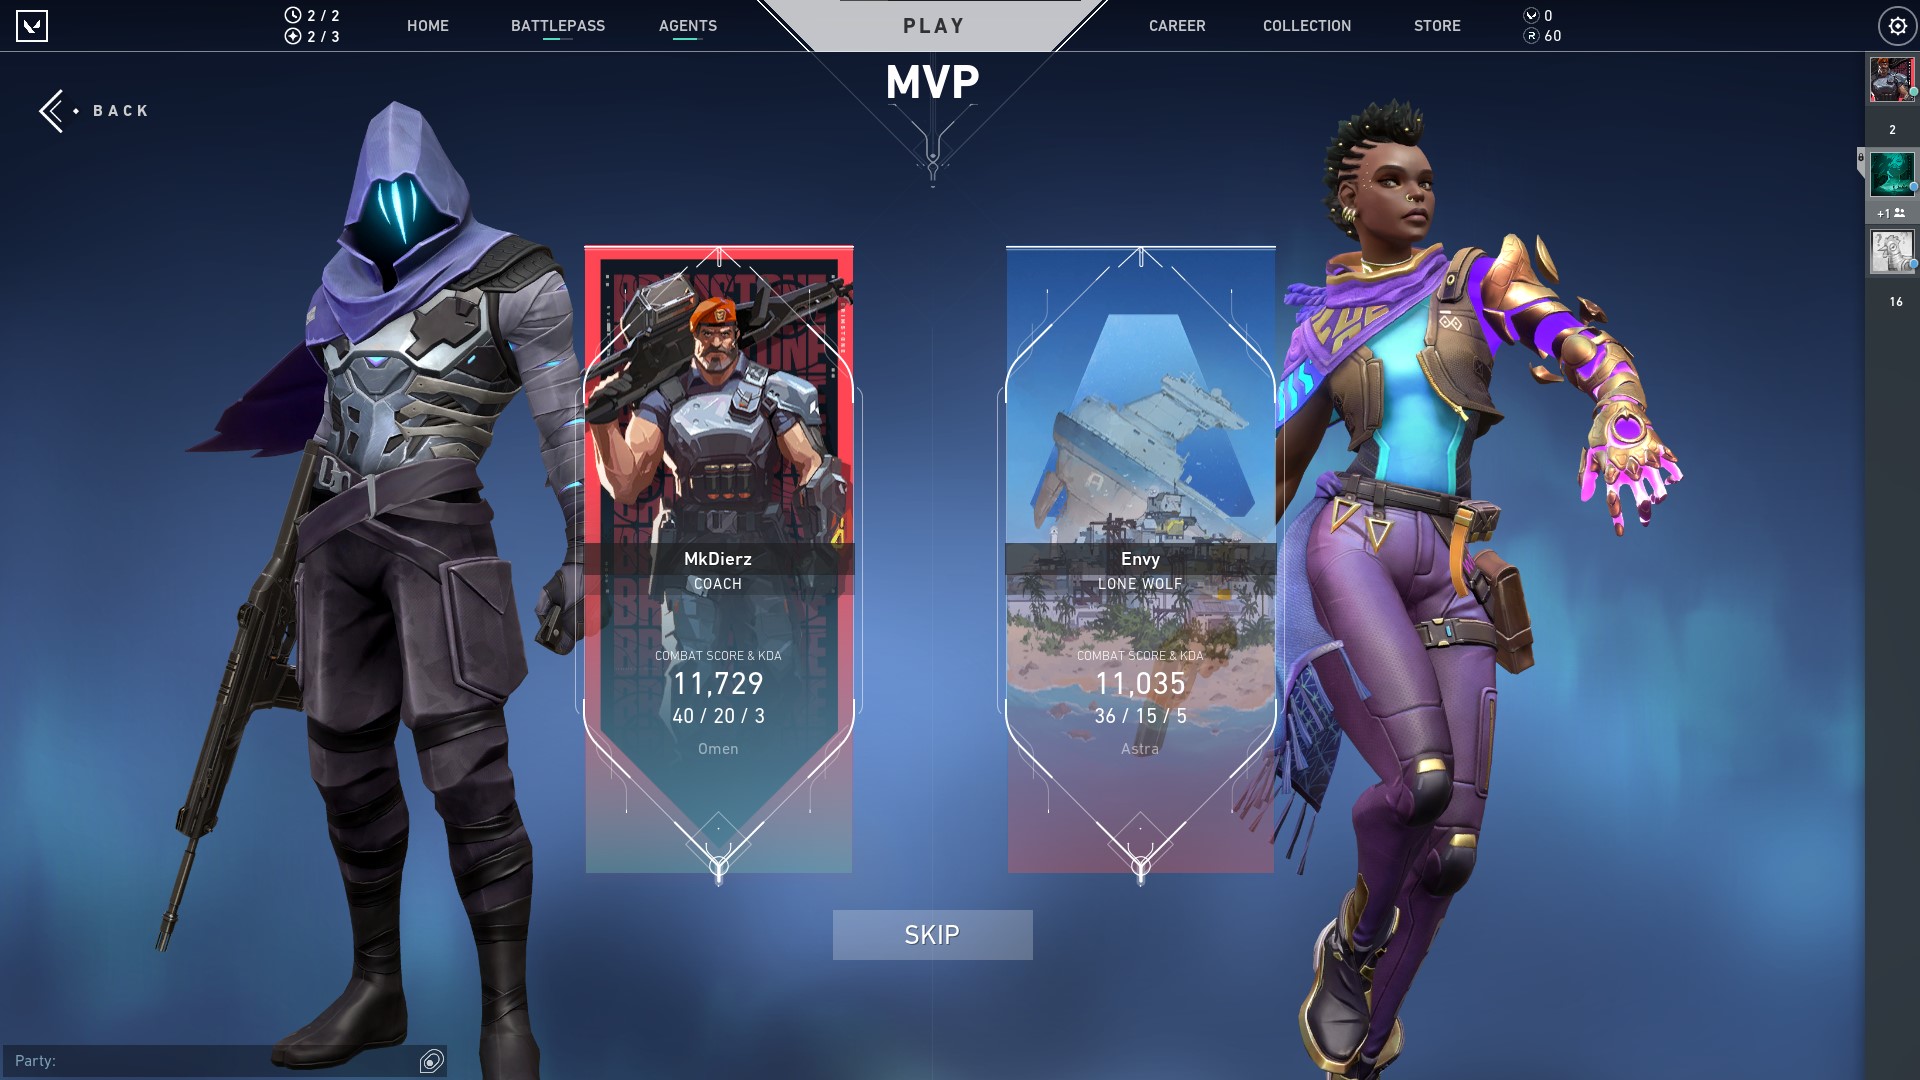 2 / 2
2 / 3
HOME
BATTLEPASS
AGENTS
PLAY
CAREER
COLLECTION
STORE
0
R 60
MVP
BACK
2
+1
16
MkDierz
COACH
COMBAT SCORE & KDA
11,729
40 / 20 / 3
Omen
Envy
LONE WOLF
COMBAT SCORE & KDA
11,035
36 / 15 / 5
Astra
SKIP
Party: